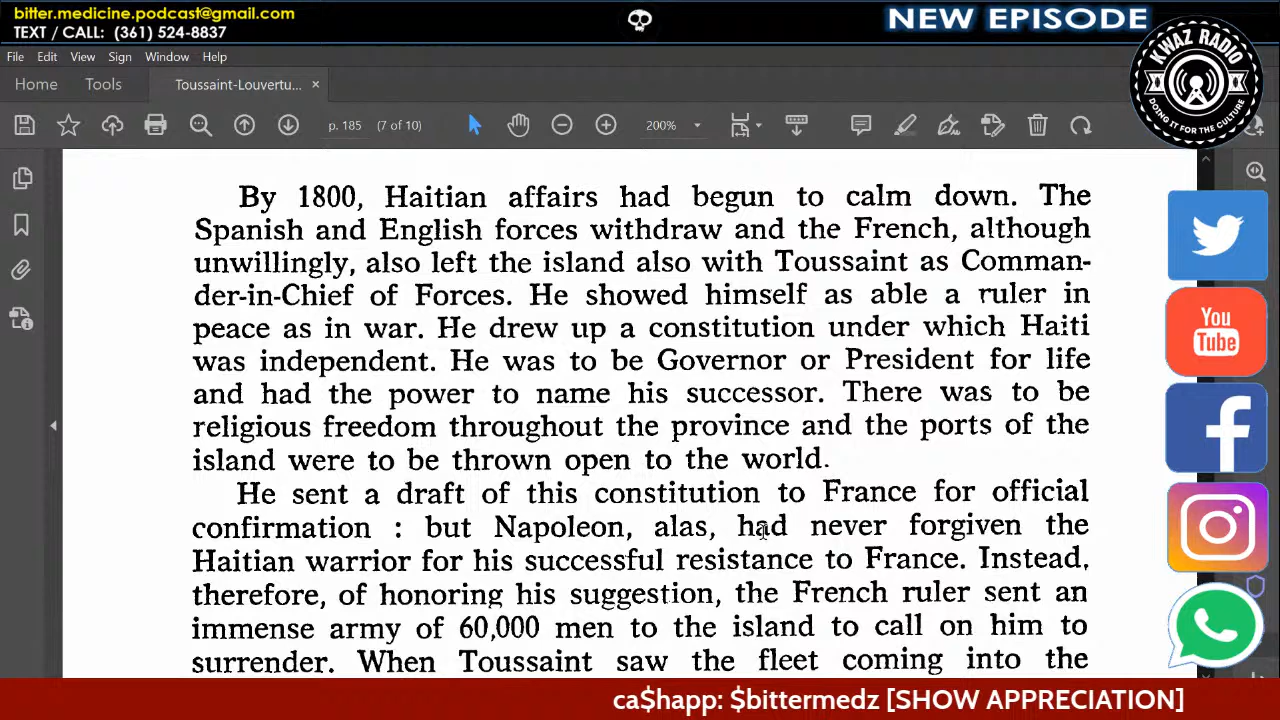 bitter.medicine.podcast@gmail.com
TEXT / CALL: (361) 524-8837
NEW EPISODE
KWAZ RADIO
DOING IT FOR THE CULTURE
File Edit View Sign Window Help
Home Tools Toussaint-Louvertu... ×
p. 185 (7 of 10) 200%
By 1800, Haitian affairs had begun to calm down. The
Spanish and English forces withdraw and the French, although
unwillingly, also left the island also with Toussaint as Comman-
der-in-Chief of Forces. He showed himself as able a ruler in
peace as in war. He drew up a constitution under which Haiti
was independent. He was to be Governor or President for life
and had the power to name his successor. There was to be
religious freedom throughout the province and the ports of the
island were to be thrown open to the world.
He sent a draft of this constitution to France for official
confirmation : but Napoleon, alas, had never forgiven the
Haitian warrior for his successful resistance to France. Instead,
therefore, of honoring his suggestion, the French ruler sent an
immense army of 60,000 men to the island to call on him to
surrender. When Toussaint saw the fleet coming into the
You
Tube
ca$happ: $bittermedz [SHOW APPRECIATION]